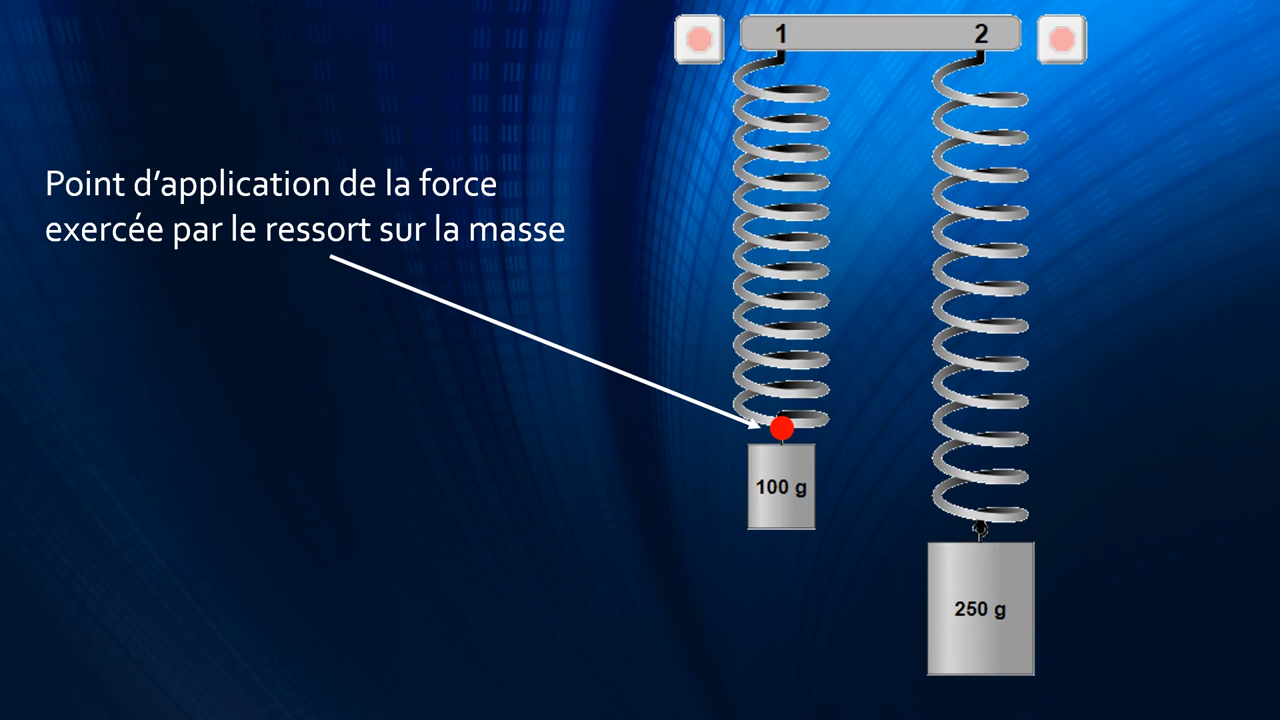 1
2
Point d’application de la force
exercée par le ressort sur la masse
100 g
250 g